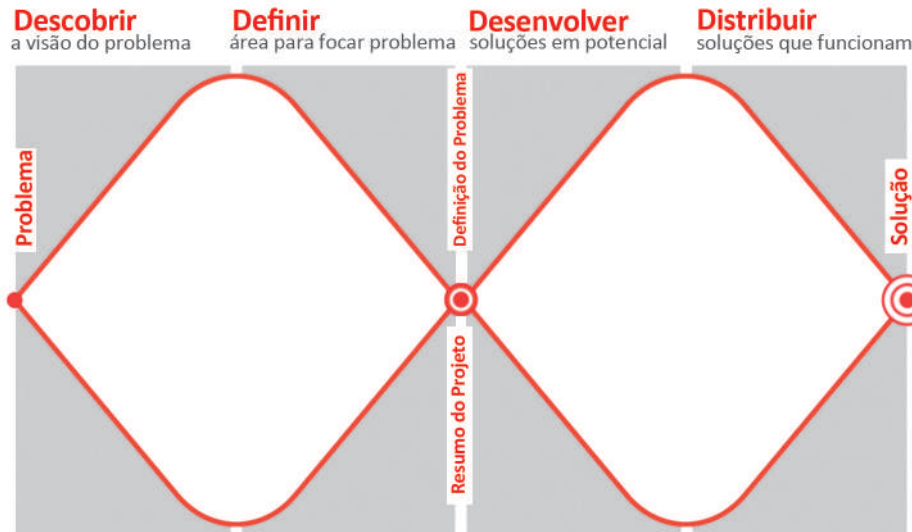 Descobrir
a visão do problema
Definir
área para focar problema
Desenvolver
soluções em potencial
Distribuir
soluções que funcionam
Problema
Definição do Problema
Resumo do Projeto
Solução